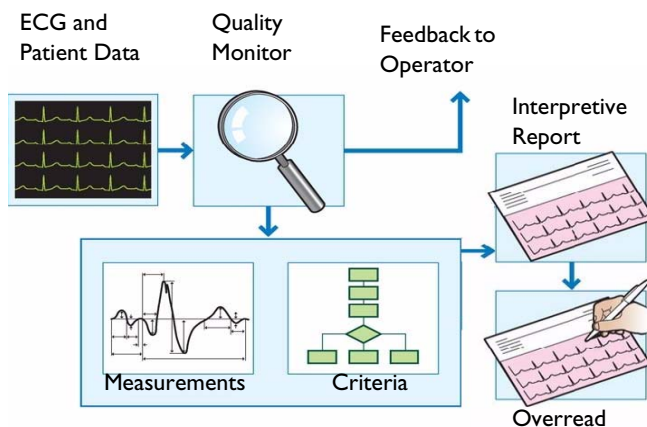 ECG and
Patient Data
Quality
Monitor
Feedback to
Operator
Interpretive
Report
Measurements
Criteria
Overread